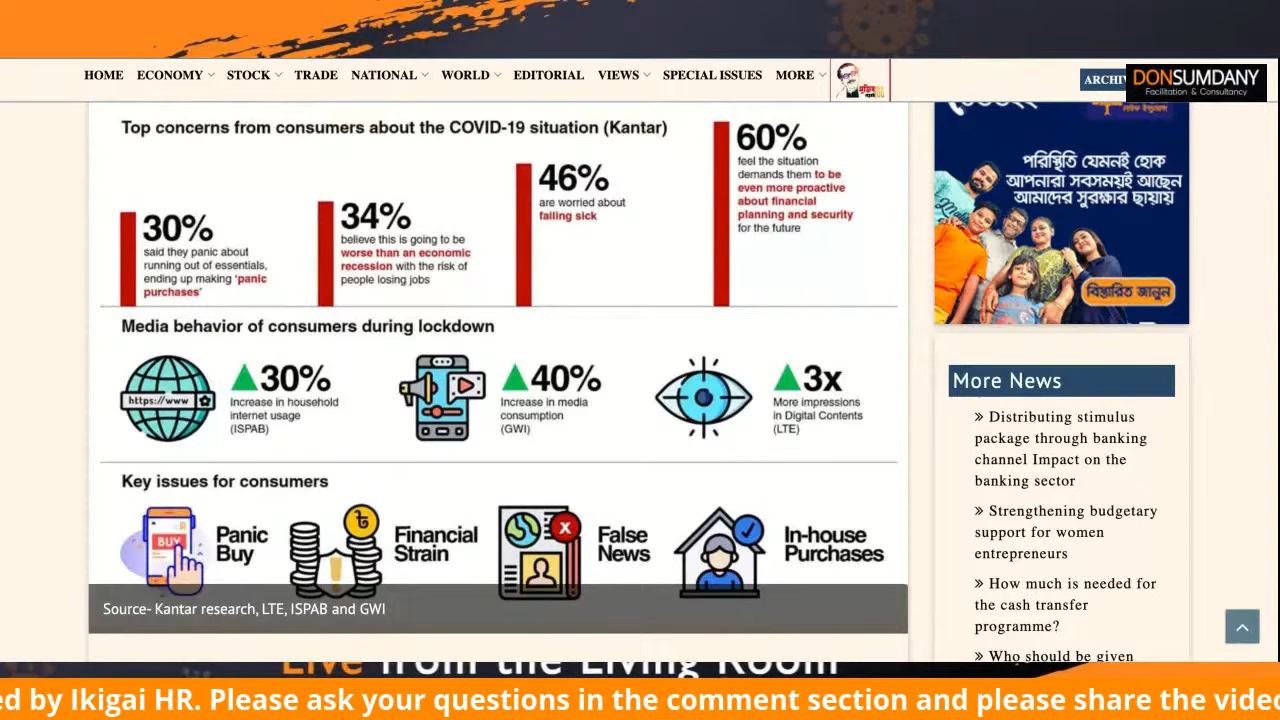 HOME ECONOMY STOCK TRADE NATIONAL WORLD EDITORIAL VIEWS SPECIAL ISSUES MORE
DONSUMDANY
Facilitation & Consultancy
Top concerns from consumers about the COVID-19 situation (Kantar)
30%
said they panic about
running out of essentials,
ending up making ‘panic
purchases’
34%
believe this is going to be
worse than an economic
recession with the risk of
people losing jobs
46%
are worried about
falling sick
60%
feel the situation
demands them to be
even more proactive
about financial
planning and security
for the future
Media behavior of consumers during lockdown
https://www
30%
Increase in household
internet usage
(ISPAB)
40%
Increase in media
consumption
(GWI)
3x
More impressions
in Digital Contents
(LTE)
Key issues for consumers
BUY
Panic
Buy
Financial
Strain
False
News
In-house
Purchases
Source- Kantar research, LTE, ISPAB and GWI
পরিস্থিতি যেমনই হোক
আপনারা সবসময়ই আছেন
আমাদের সুরক্ষার ছায়ায়
বিস্তারিত জানুন
More News
» Distributing stimulus
package through banking
channel Impact on the
banking sector
» Strengthening budgetary
support for women
entrepreneurs
» How much is needed for
the cash transfer
programme?
» Who should be given
Live from the Living Room
ed by Ikigai HR. Please ask your questions in the comment section and please share the video